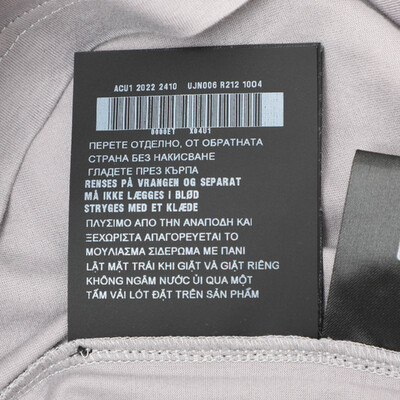 ACU1 2022 2410 UJN006 R212 1004
0000ET X04U1
ПЕРЕТЕ ОТДЕЛНО, ОТ ОБРАТНАТА
СТРАНА БЕЗ НАКИСВАНЕ
ГЛАДЕТЕ ПРЕЗ КЪРПА
RENSES PÅ VRANGEN OG SEPARAT
MÅ IKKE LÆGGES I BLØD
STRYGES MED ET KLÆDE
ΠΛΥΣΙΜΟ ΑΠΟ ΤΗΝ ΑΝΑΠΟΔΗ ΚΑΙ
ΞΕΧΩΡΙΣΤΑ ΑΠΑΓΟΡΕΥΕΤΑΙ ΤΟ
ΜΟΥΛΙΑΣΜΑ ΣΙΔΕΡΩΜΑ ΜΕ ΠΑΝΙ
LẬT MẶT TRÁI KHI GIẶT VÀ GIẶT RIÊNG
KHÔNG NGÂM NƯỚC ỦI QUA MỘT
TẤM VẢI LÓT ĐẶT TRÊN SẢN PHẨM